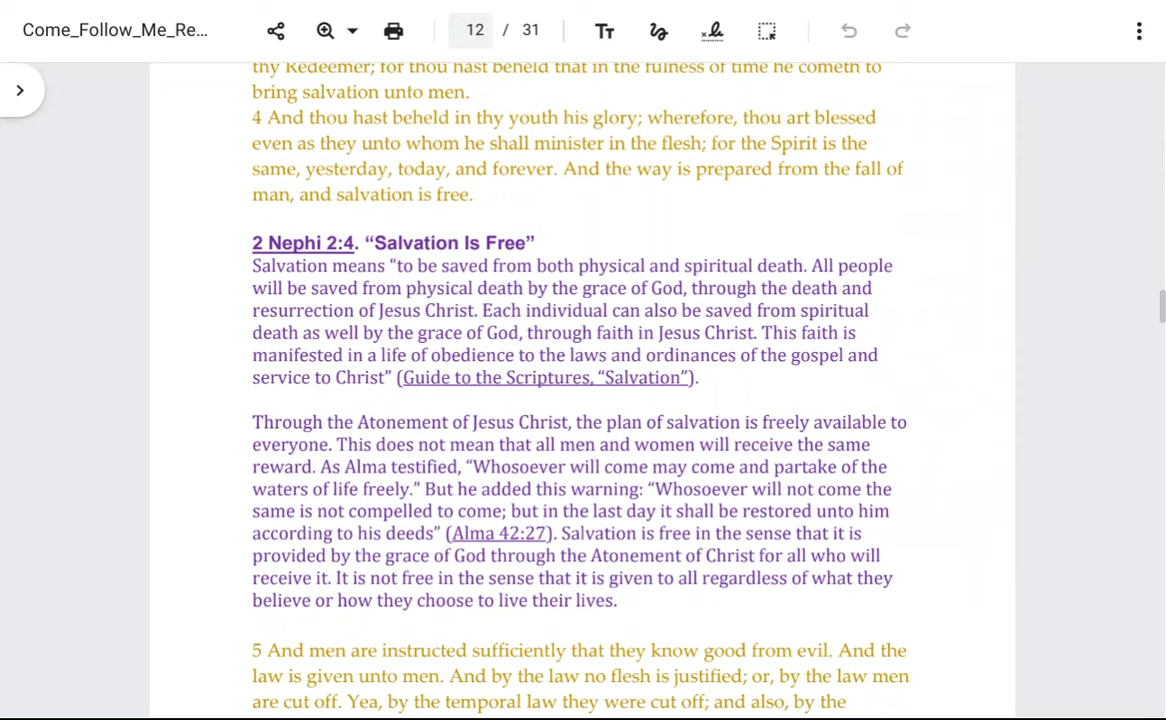 Come_Follow_Me_Re...
12 / 31
thy Redeemer; for thou hast beheld that in the fulness of time he cometh to
bring salvation unto men.
4 And thou hast beheld in thy youth his glory; wherefore, thou art blessed
even as they unto whom he shall minister in the flesh; for the Spirit is the
same, yesterday, today, and forever. And the way is prepared from the fall of
man, and salvation is free.
2 Nephi 2:4. “Salvation Is Free”
Salvation means “to be saved from both physical and spiritual death. All people
will be saved from physical death by the grace of God, through the death and
resurrection of Jesus Christ. Each individual can also be saved from spiritual
death as well by the grace of God, through faith in Jesus Christ. This faith is
manifested in a life of obedience to the laws and ordinances of the gospel and
service to Christ” (Guide to the Scriptures, “Salvation”).
Through the Atonement of Jesus Christ, the plan of salvation is freely available to
everyone. This does not mean that all men and women will receive the same
reward. As Alma testified, “Whosoever will come may come and partake of the
waters of life freely.” But he added this warning: “Whosoever will not come the
same is not compelled to come; but in the last day it shall be restored unto him
according to his deeds” (Alma 42:27). Salvation is free in the sense that it is
provided by the grace of God through the Atonement of Christ for all who will
receive it. It is not free in the sense that it is given to all regardless of what they
believe or how they choose to live their lives.
5 And men are instructed sufficiently that they know good from evil. And the
law is given unto men. And by the law no flesh is justified; or, by the law men
are cut off. Yea, by the temporal law they were cut off; and also, by the